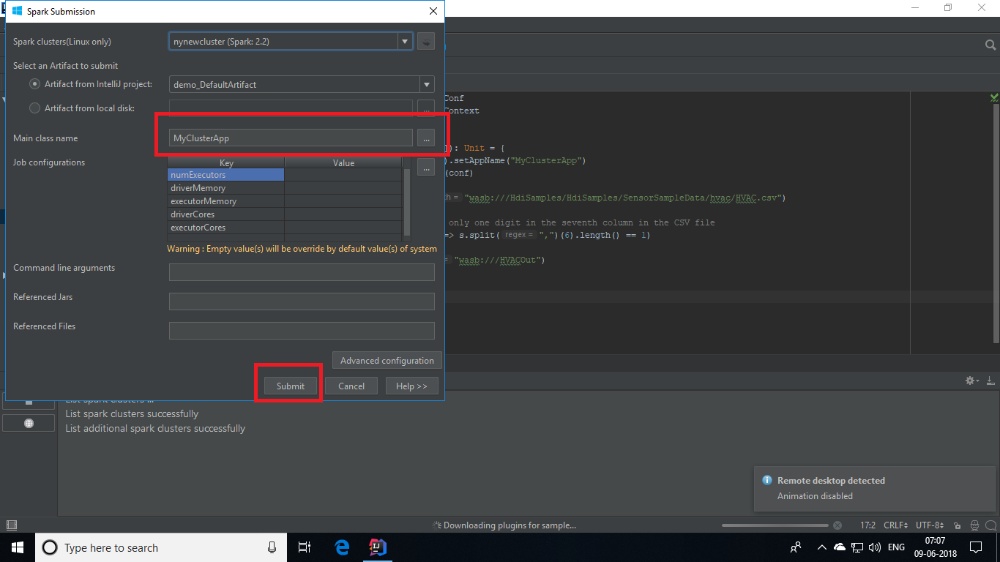 Spark Submission
Spark clusters(Linux only)
nynewcluster (Spark: 2.2)
Select an Artifact to submit
Artifact from IntelliJ project:
demo_DefaultArtifact
Artifact from local disk:
...
Main class name
MyClusterApp
...
Job configurations
Key Value
...
numExecutors
driverMemory
executorMemory
driverCores
executorCores
Warning : Empty value(s) will be override by default value(s) of system
Command line arguments
Referenced Jars
Referenced Files
Advanced configuration
Submit Cancel Help >>
Conf
Context
]): Unit = {
).setAppName("MyClusterApp")
(conf)
th = "wasb:///HdiSamples/HdiSamples/SensorSampleData/hvac/HVAC.csv")
only one digit in the seventh column in the CSV file
=> s.split( regex = ",")(6).length() == 1)
= "wasb:///HVACOut")
List spark clusters ...
List spark clusters successfully
List additional spark clusters successfully
Remote desktop detected
Animation disabled
Downloading plugins for sample... 17:2 CRLF UTF-8
Type here to search
ENG
07:07
09-06-2018